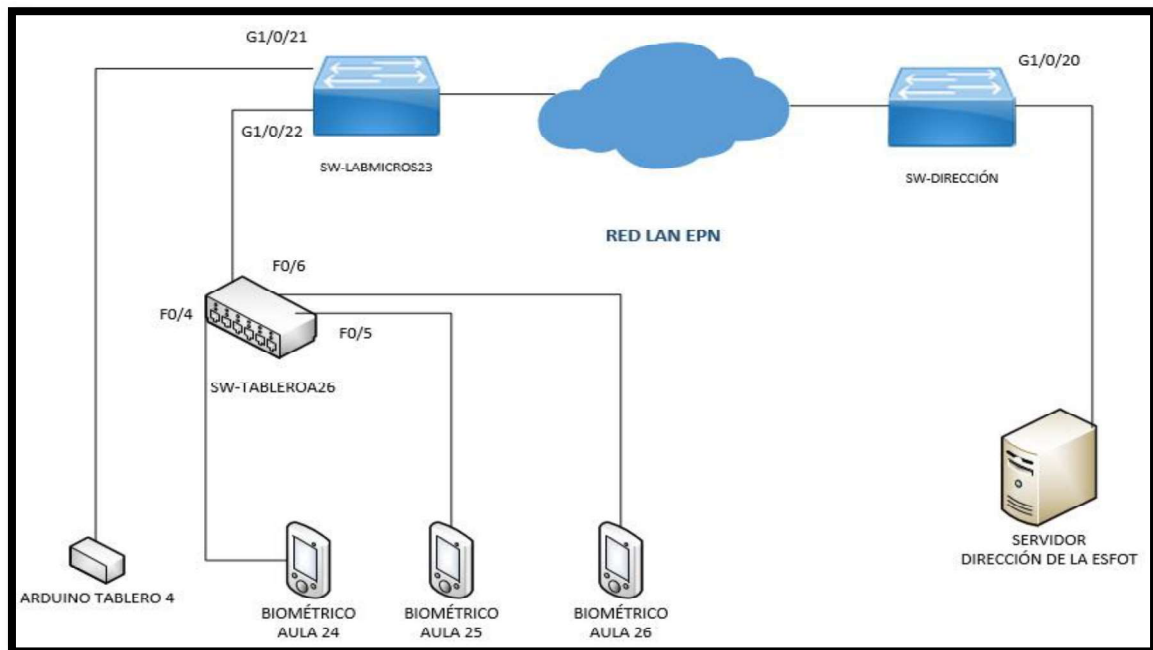 G1/0/21
G1/0/20
G1/0/22
SW-LABMICROS23
SW-DIRECCIÓN
RED LAN EPN
F0/6
F0/4
F0/5
SW-TABLEROA26
SERVIDOR
DIRECCIÓN DE LA ESFOT
ARDUINO TABLERO 4
BIOMÉTRICO
AULA 24
BIOMÉTRICO
AULA 25
BIOMÉTRICO
AULA 26